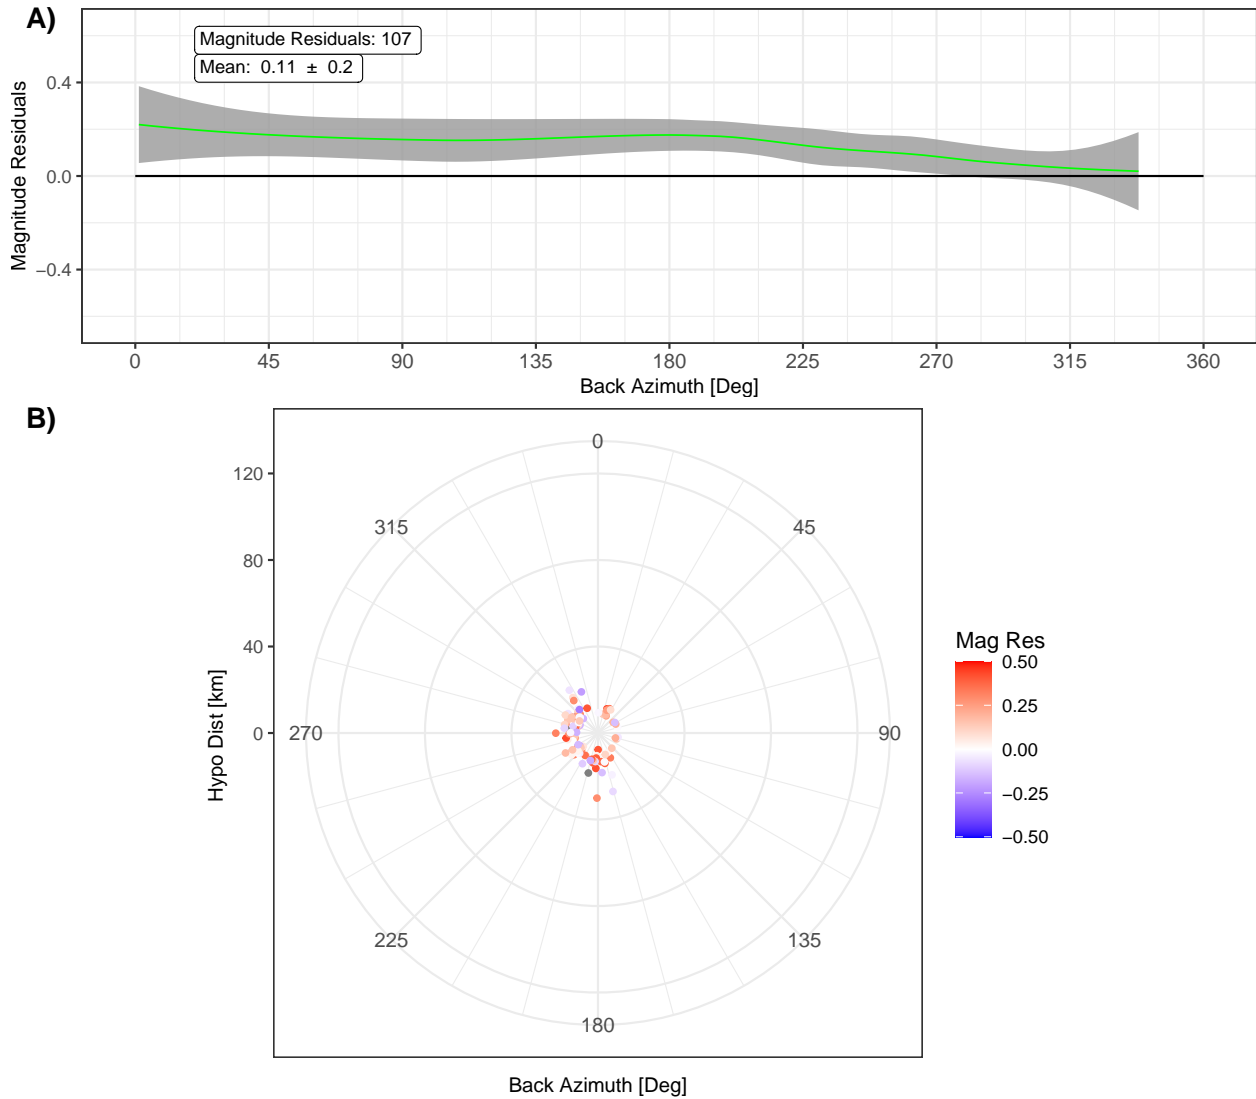 A)
Magnitude Residuals: 107
Mean: 0.11 ± 0.2
Magnitude Residuals
0.4
0.0
−0.4
0 45 90 135 180 225 270 315 360
Back Azimuth [Deg]
B)
Hypo Dist [km]
120
80
40
0
0
45
90
135
180
225
270
315
Back Azimuth [Deg]
Mag Res
0.50
0.25
0.00
−0.25
−0.50